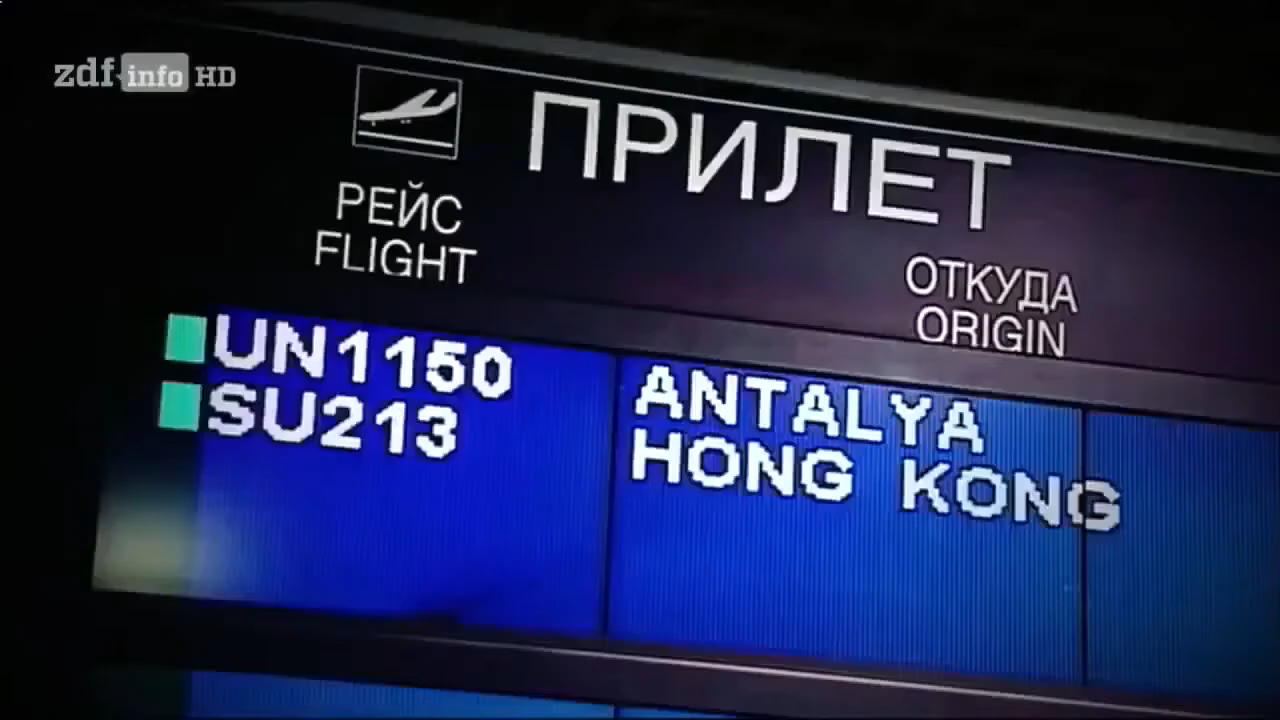 zdf info HD
ПРИЛЕТ
РЕЙС
FLIGHT
ОТКУДА
ORIGIN
UN1150 ANTALYA
SU213 HONG KONG